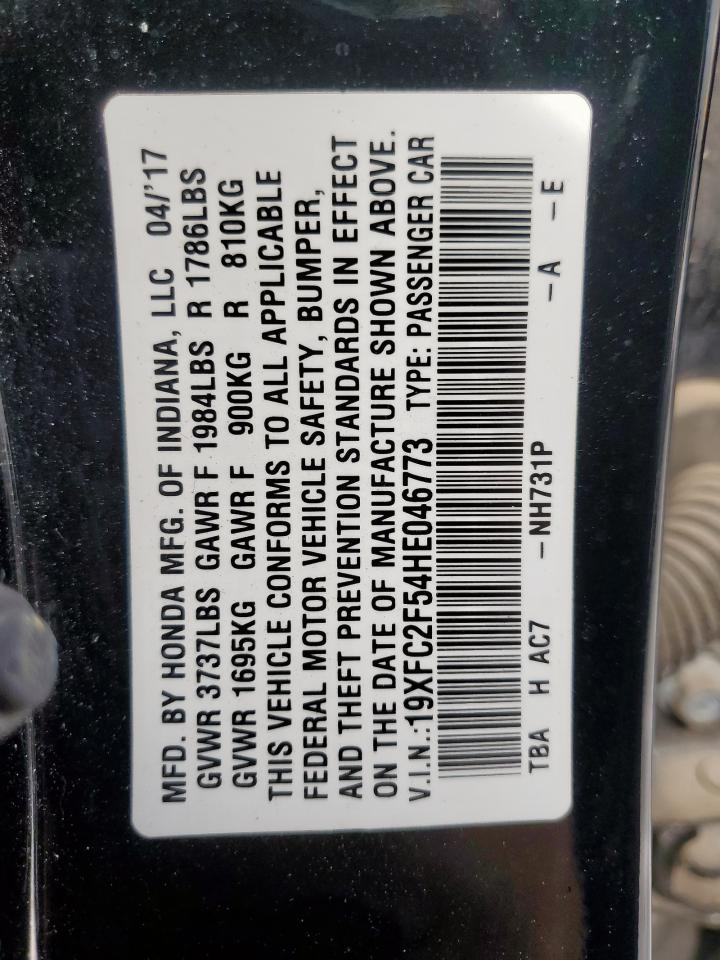 MFD. BY HONDA MFG. OF INDIANA, LLC 04/'17
GVWR 3737LBS GAWR F 1984LBS R 1786LBS
GVWR 1695KG GAWR F 900KG R 810KG
THIS VEHICLE CONFORMS TO ALL APPLICABLE
FEDERAL MOTOR VEHICLE SAFETY, BUMPER,
AND THEFT PREVENTION STANDARDS IN EFFECT
ON THE DATE OF MANUFACTURE SHOWN ABOVE.
V.I.N.:19XFC2F54HE046773 TYPE: PASSENGER CAR
TBA H AC7 -NH731P -A -E